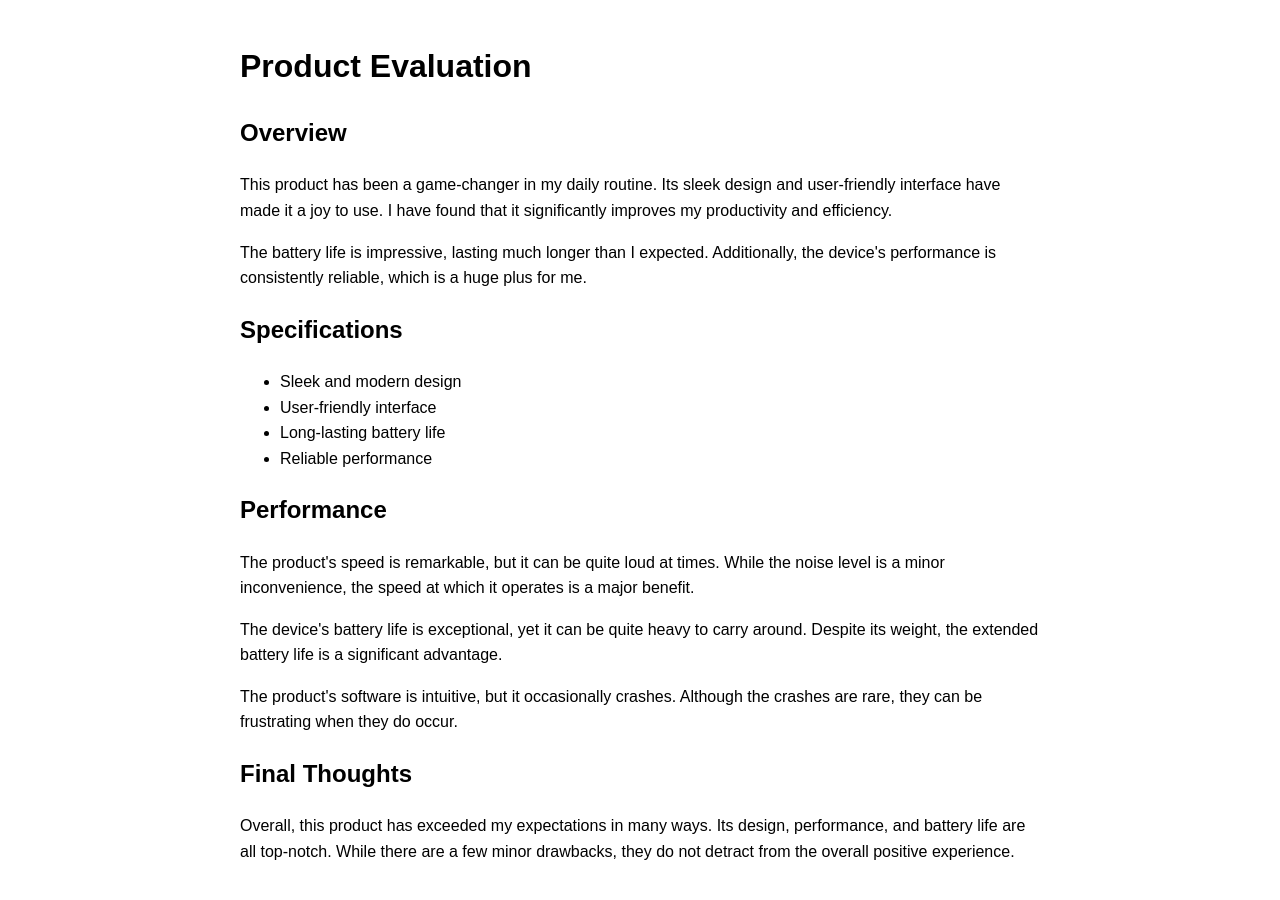 Product Evaluation
Overview
This product has been a game-changer in my daily routine. Its sleek design and user-friendly interface have
made it a joy to use. I have found that it significantly improves my productivity and efficiency.
The battery life is impressive, lasting much longer than I expected. Additionally, the device's performance is
consistently reliable, which is a huge plus for me.
Specifications
• Sleek and modern design
• User-friendly interface
• Long-lasting battery life
• Reliable performance
Performance
The product's speed is remarkable, but it can be quite loud at times. While the noise level is a minor
inconvenience, the speed at which it operates is a major benefit.
The device's battery life is exceptional, yet it can be quite heavy to carry around. Despite its weight, the extended
battery life is a significant advantage.
The product's software is intuitive, but it occasionally crashes. Although the crashes are rare, they can be
frustrating when they do occur.
Final Thoughts
Overall, this product has exceeded my expectations in many ways. Its design, performance, and battery life are
all top-notch. While there are a few minor drawbacks, they do not detract from the overall positive experience.